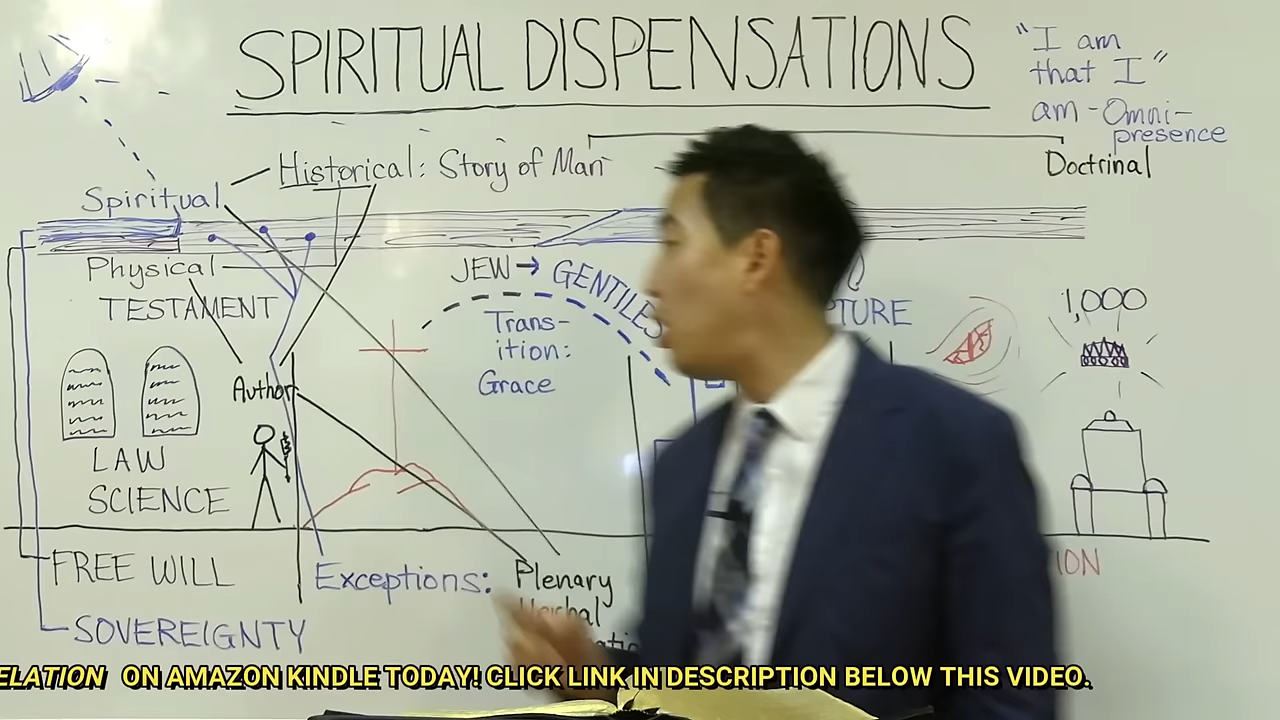 SPIRITUAL DISPENSATIONS
"I am
that I"
am - Omni-
presence
Historical: Story of Man
Doctrinal
Spiritual
Physical
TESTAMENT
JEW → GENTILES
Trans-
ition:
Grace
PTURE
1,000
Author
LAW
SCIENCE
FREE WILL
SOVEREIGNTY
Exceptions:
Plenary
ION
ELATION ON AMAZON KINDLE TODAY! CLICK LINK IN DESCRIPTION BELOW THIS VIDEO.